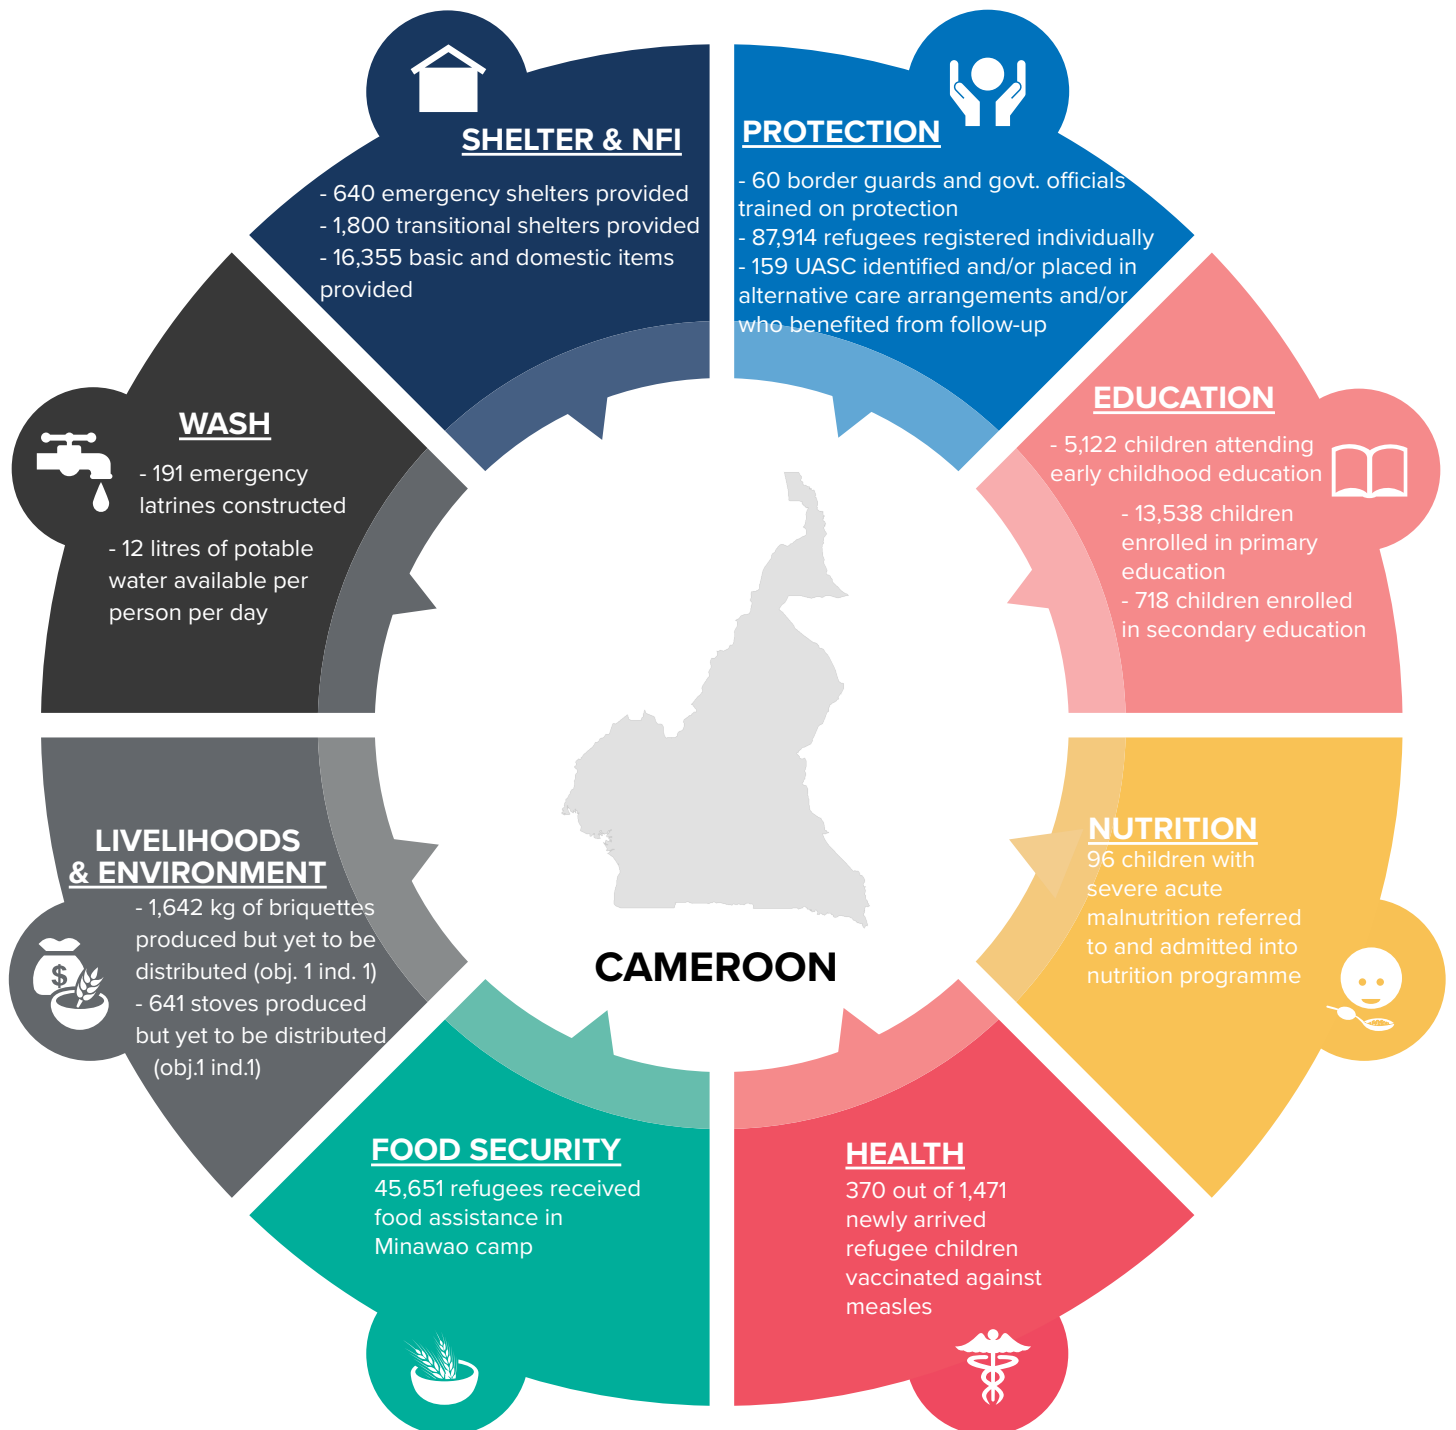 SHELTER & NFI
- 640 emergency shelters provided
- 1,800 transitional shelters provided
- 16,355 basic and domestic items
provided
PROTECTION
- 60 border guards and govt. officials
trained on protection
- 87,914 refugees registered individually
- 159 UASC identified and/or placed in
alternative care arrangements and/or
who benefited from follow-up
EDUCATION
- 5,122 children attending
early childhood education
- 13,538 children
enrolled in primary
education
- 718 children enrolled
in secondary education
NUTRITION
96 children with
severe acute
malnutrition referred
to and admitted into
nutrition programme
HEALTH
370 out of 1,471
newly arrived
refugee children
vaccinated against
measles
FOOD SECURITY
45,651 refugees received
food assistance in
Minawao camp
LIVELIHOODS
& ENVIRONMENT
- 1,642 kg of briquettes
produced but yet to be
distributed (obj. 1 ind. 1)
- 641 stoves produced
but yet to be distributed
(obj.1 ind.1)
$
WASH
- 191 emergency
latrines constructed
- 12 litres of potable
water available per
person per day
CAMEROON